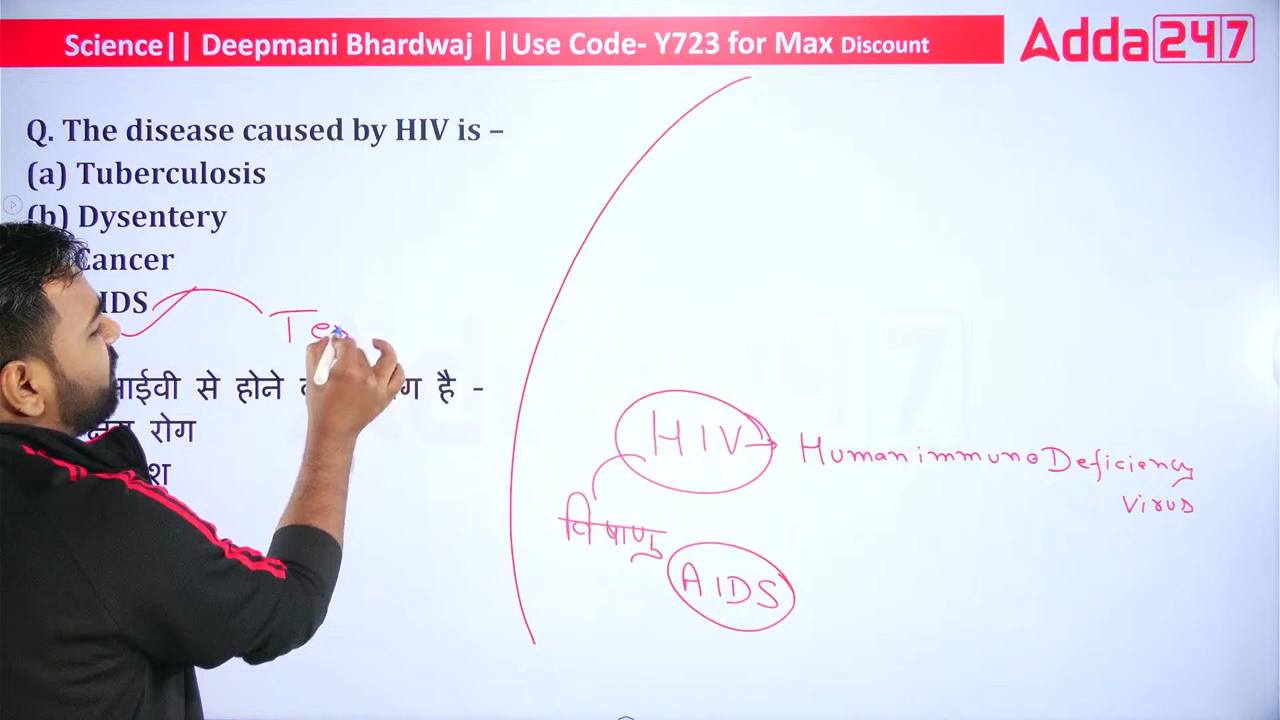 Science|| Deepmani Bhardwaj ||Use Code- Y723 for Max Discount
Adda247
Q. The disease caused by HIV is –
(a) Tuberculosis
(b) Dysentery
Cancer
IDS
Te
से होने है -
रोग
HIV → Human immuno Deficiency
Virus
विषाणु
AIDS